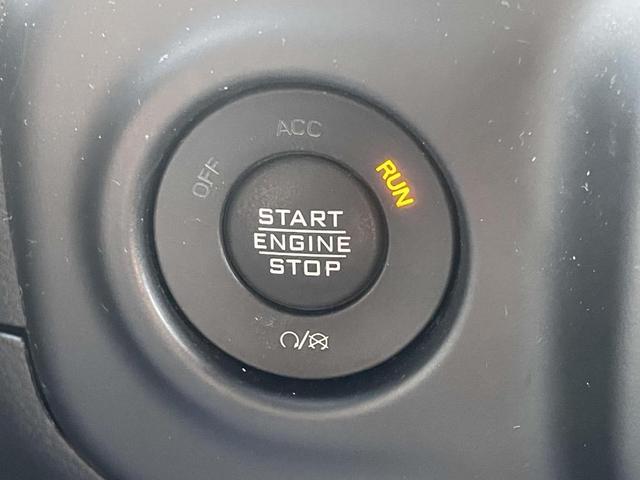 OFF
ACC
RUN
START
ENGINE
STOP